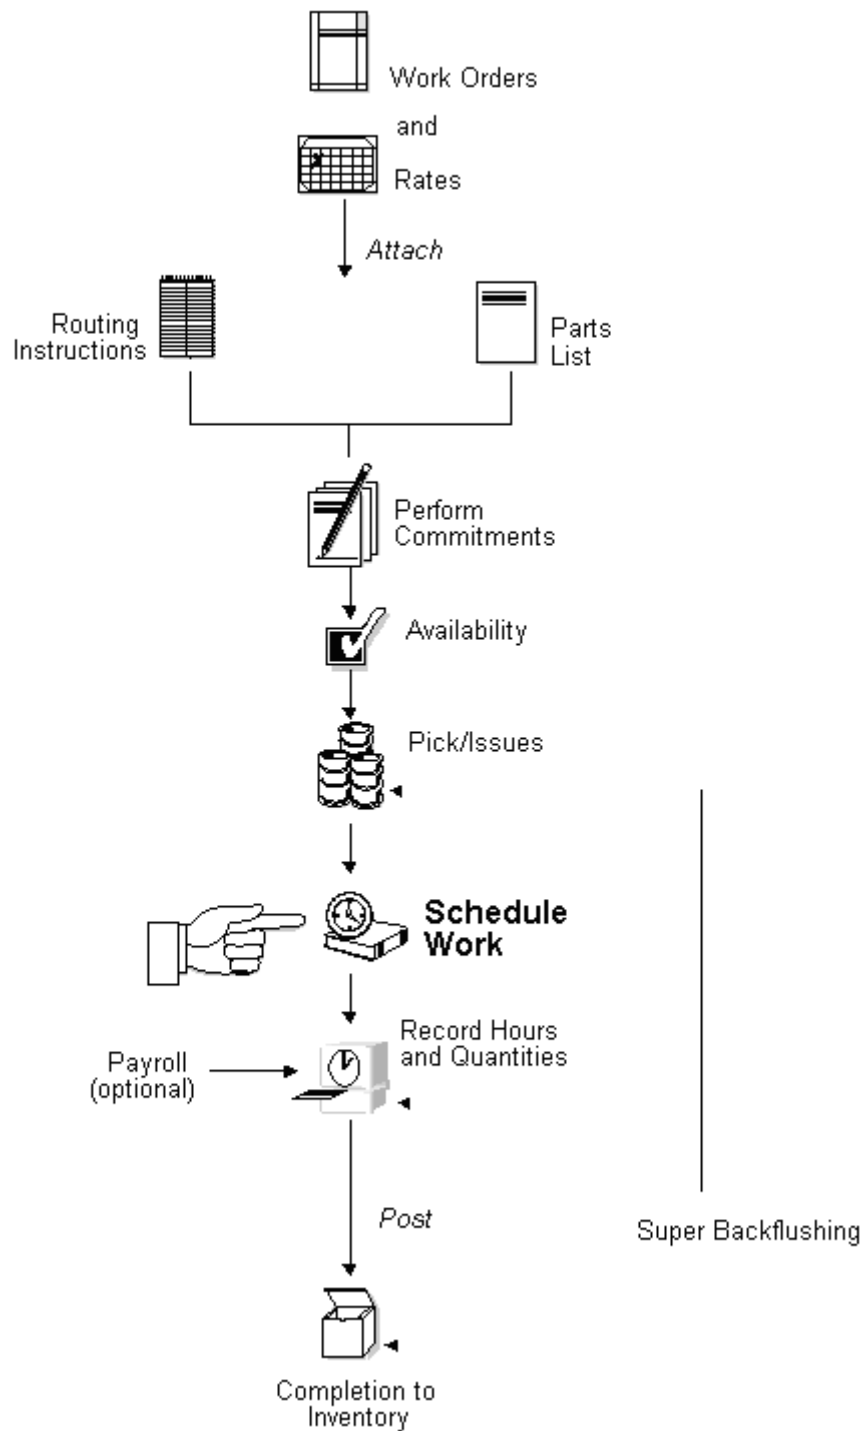 Work Orders
and
Rates
Attach
Routing
Instructions
Parts
List
Perform
Commitments
Availability
Pick/Issues
Schedule
Work
Record Hours
and Quantities
Payroll
(optional)
Post
Super Backflushing
Completion to
Inventory